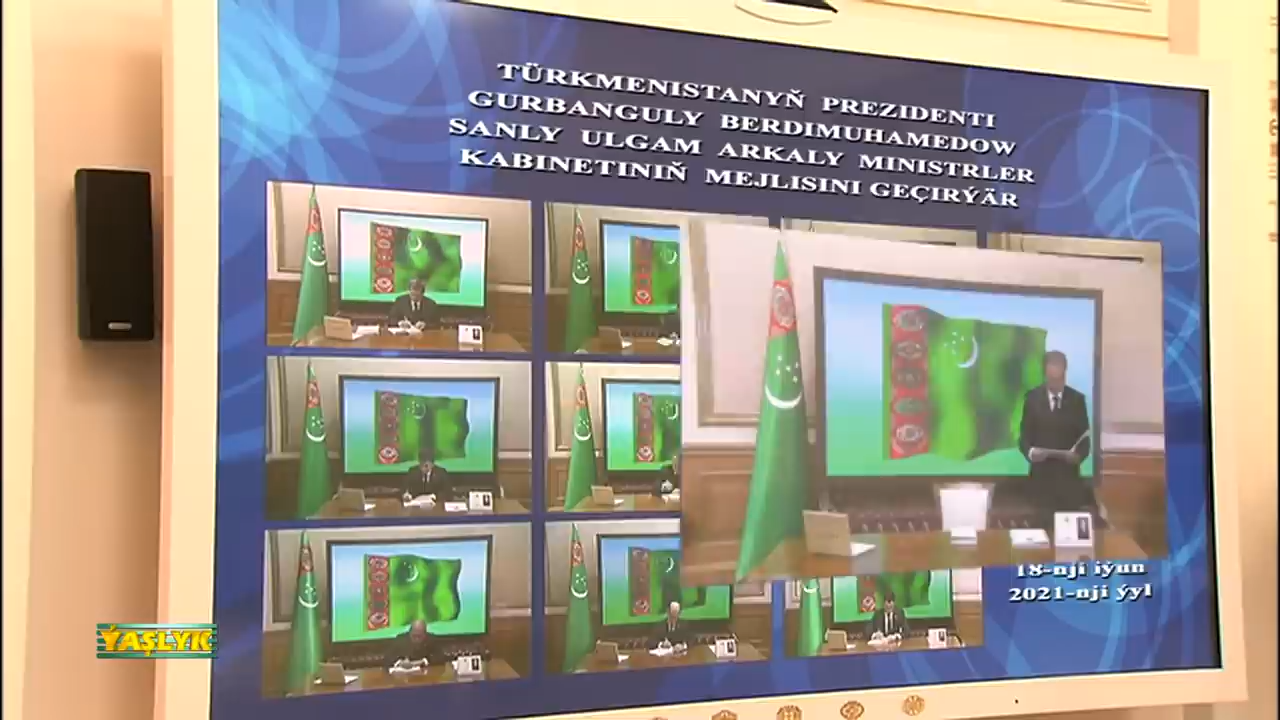 TÜRKMENISTANYŇ PREZIDENTI
GURBANGULY BERDIMUHAMEDOW
SANLY ULGAM ARKALY MINISTRLER
KABINETINIŇ MEJLISINI GEÇIRÝÄR
18-nji iýun
2021-nji ýyl
ÝAŞLYK